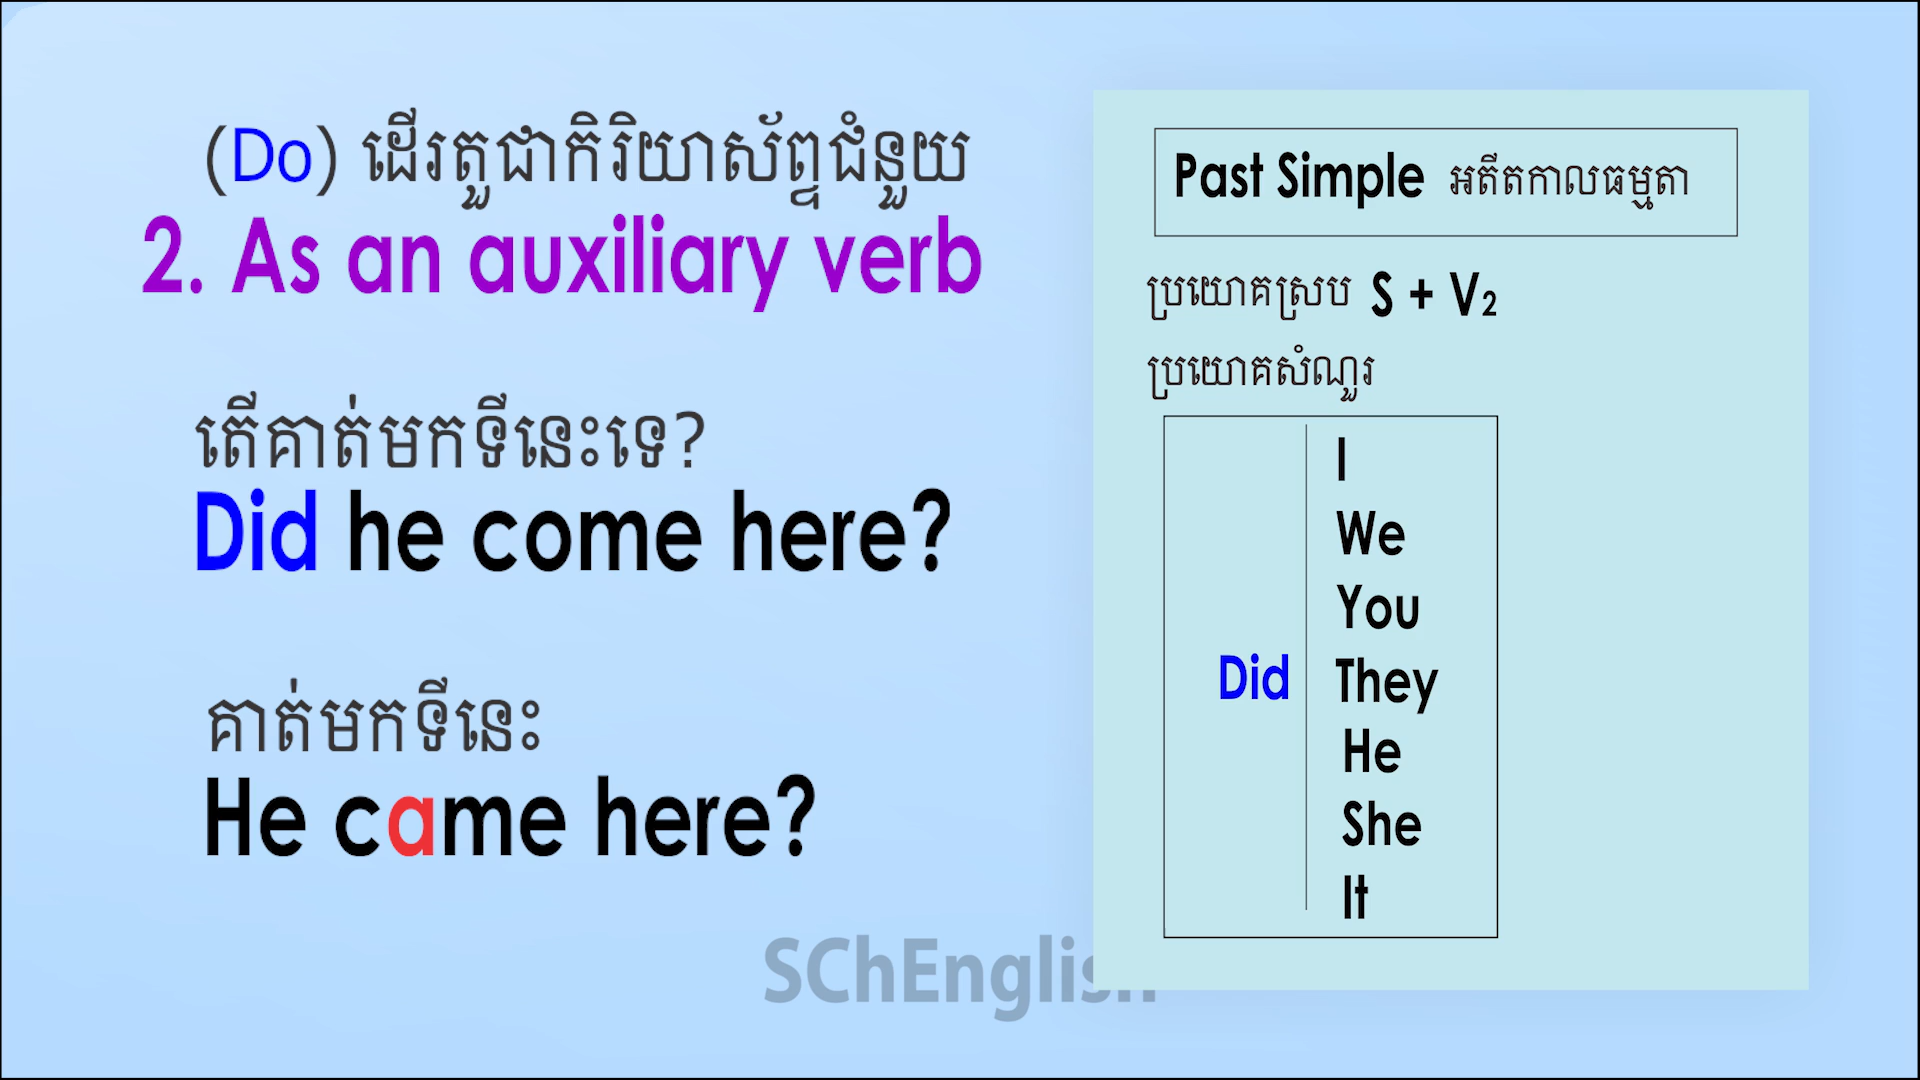 (Do) ដើរតួជាកិរិយាស័ព្ទជំនួយ
2. As an auxiliary verb
តើគាត់មកទីនេះទេ?
Did he come here?
គាត់មកទីនេះ
He came here?
SChEnglish
Past Simple អតីតកាលធម្មតា
ប្រយោគស្រប S + V₂
ប្រយោគសំណួរ
Did
I
We
You
They
He
She
It